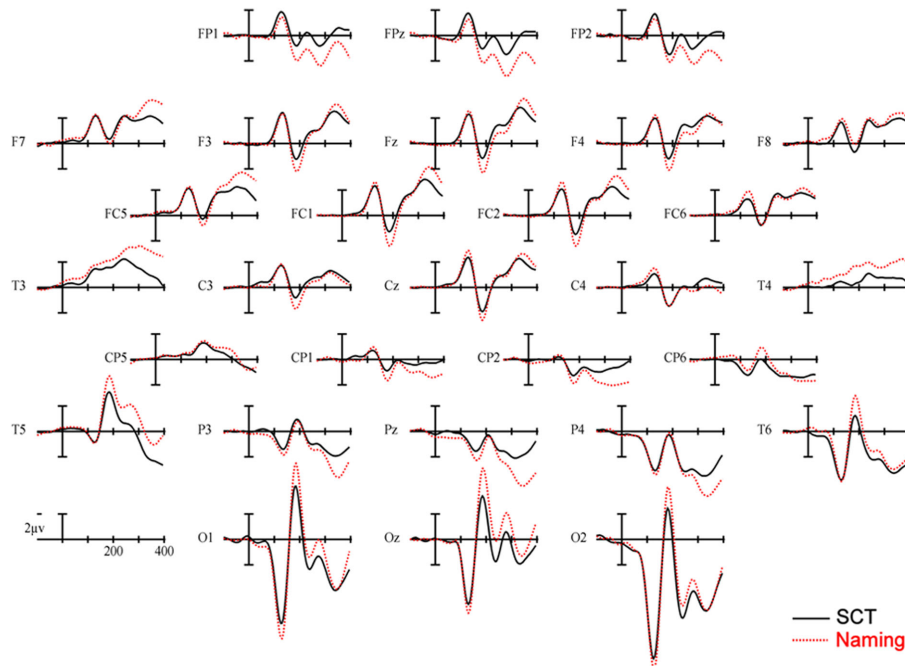 FP1 FPz FP2
F7 F3 Fz F4 F8
FC5 FC1 FC2 FC6
T3 C3 Cz C4 T4
CP5 CP1 CP2 CP6
T5 P3 Pz P4 T6
2μv O1 Oz O2
200 400
SCT
Naming